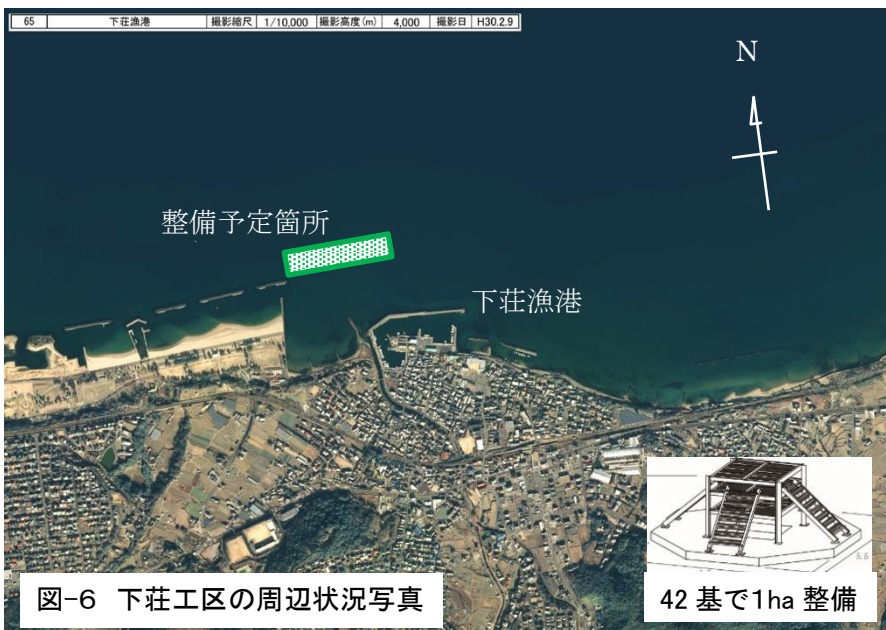 65 下荘漁港 撮影縮尺 1/10,000 撮影高度(m) 4,000 撮影日 H30.2.9
N
整備予定箇所
下荘漁港
図-6 下荘工区の周辺状況写真
42 基で1ha 整備